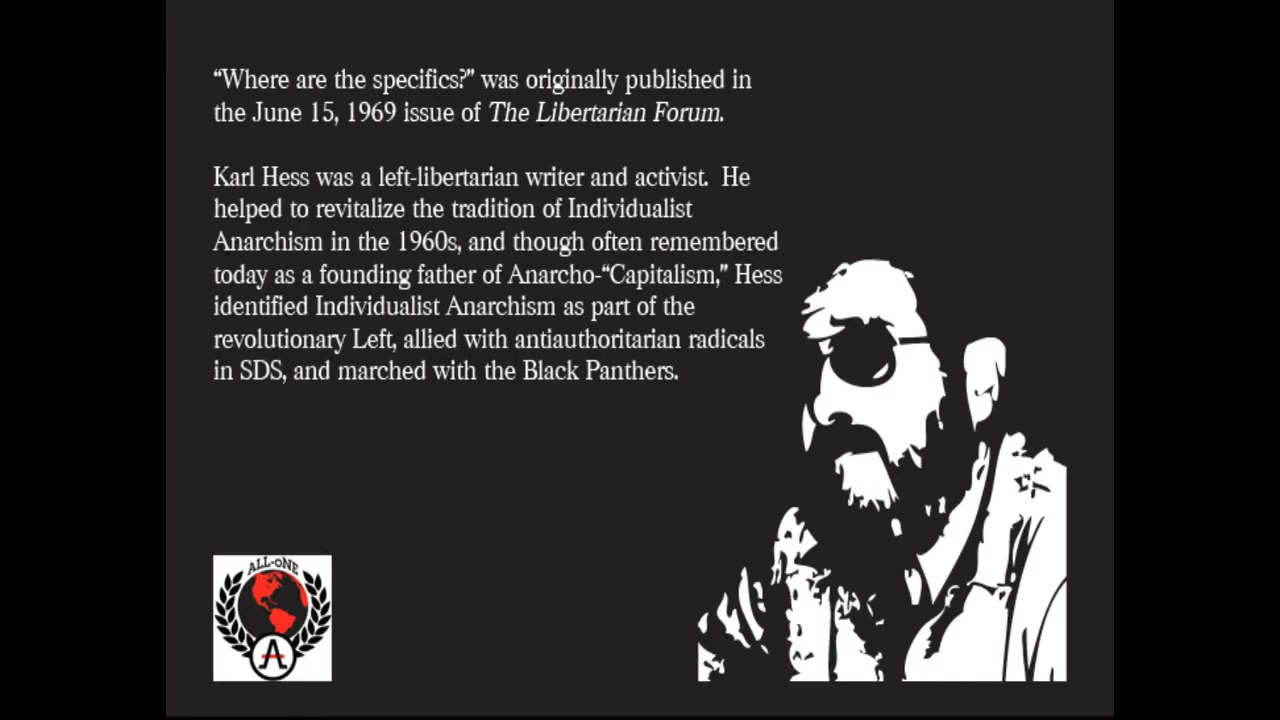 “Where are the specifics?” was originally published in
the June 15, 1969 issue of The Libertarian Forum.
Karl Hess was a left-libertarian writer and activist.  He
helped to revitalize the tradition of Individualist
Anarchism in the 1960s, and though often remembered
today as a founding father of Anarcho-“Capitalism,” Hess
identified Individualist Anarchism as part of the
revolutionary Left, allied with antiauthoritarian radicals
in SDS, and marched with the Black Panthers.
ALL-oNE
A